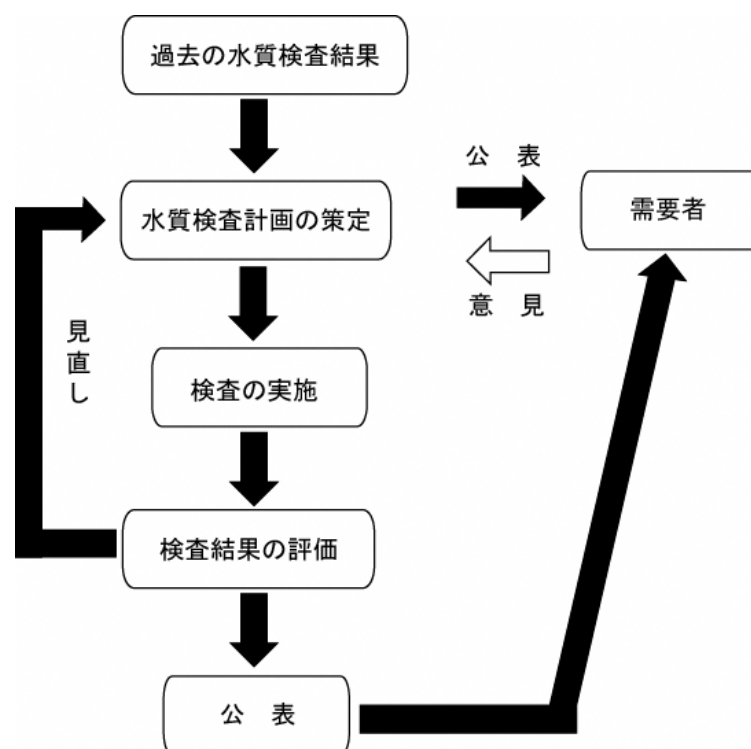 過去の水質検査結果
公　表
水質検査計画の策定
需要者
意　見
見直し
検査の実施
検査結果の評価
公　表